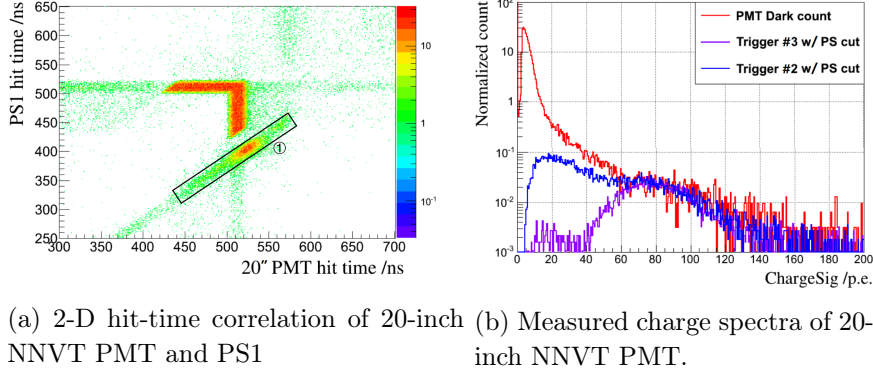 PS1 hit time /ns
650
600
550
500
450
400
350
300
250
300 400 500 600 700
20″ PMT hit time /ns
10
1
10-1
①
Normalized count
10²
10
1
10-1
10-2
10-3
0 20 40 60 80 100 120 140 160 180 200
ChargeSig /p.e.
PMT Dark count
Trigger #3 w/ PS cut
Trigger #2 w/ PS cut
(a) 2-D hit-time correlation of 20-inch
NNVT PMT and PS1
(b) Measured charge spectra of 20-
inch NNVT PMT.